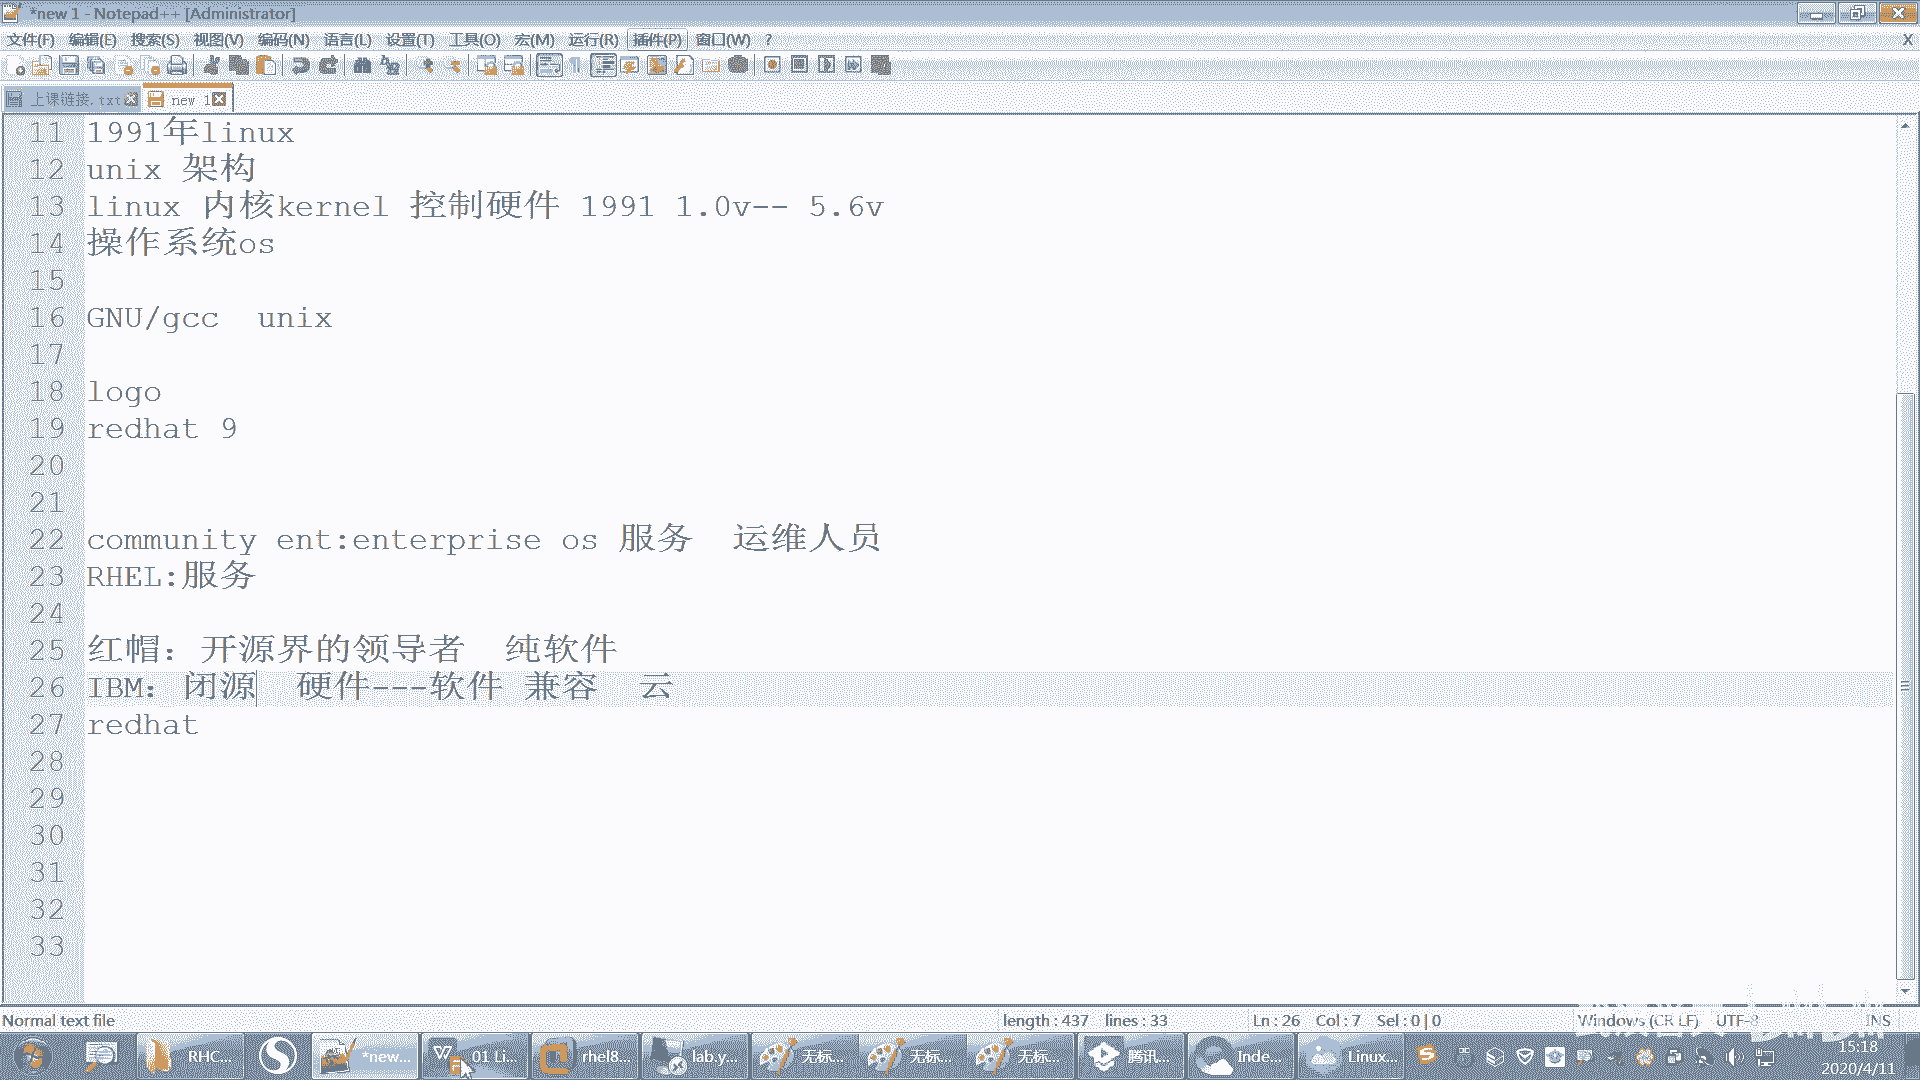 *new 1 - Notepad++ [Administrator]
文件(F) 编辑(E) 搜索(S) 视图(V) 编码(N) 语言(L) 设置(T) 工具(O) 宏(M) 运行(R) 插件(P) 窗口(W) ? X
上课链接.txt new 1
11 1991年linux
12 unix 架构
13 linux 内核kernel 控制硬件 1991 1.0v-- 5.6v
14 操作系统os
15
16 GNU/gcc unix
17
18 logo
19 redhat 9
20
21
22 community ent:enterprise os 服务 运维人员
23 RHEL:服务
24
25 红帽：开源界的领导者 纯软件
26 IBM：闭源 硬件---软件 兼容 云
27 redhat
28
29
30
31
32
33
Normal text file length : 437 lines : 33 Ln : 26 Col : 7 Sel : 0 | 0 Windows (CR LF) UTF-8 INS
RHC... *new... 01 Li... rhel8... lab.y... 无标... 无标... 无标... 腾讯... Inde... Linux... 15:18
2020/4/11